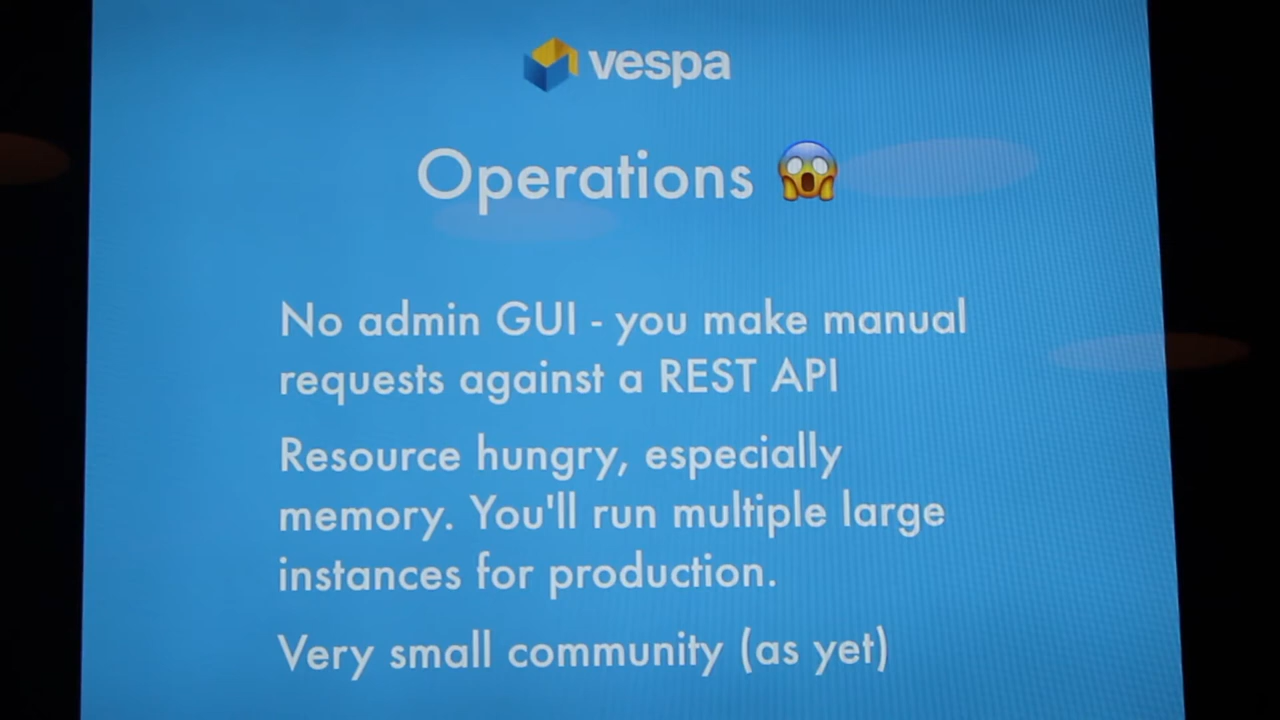 vespa
Operations 😱
No admin GUI - you make manual
requests against a REST API
Resource hungry, especially
memory. You'll run multiple large
instances for production.
Very small community (as yet)